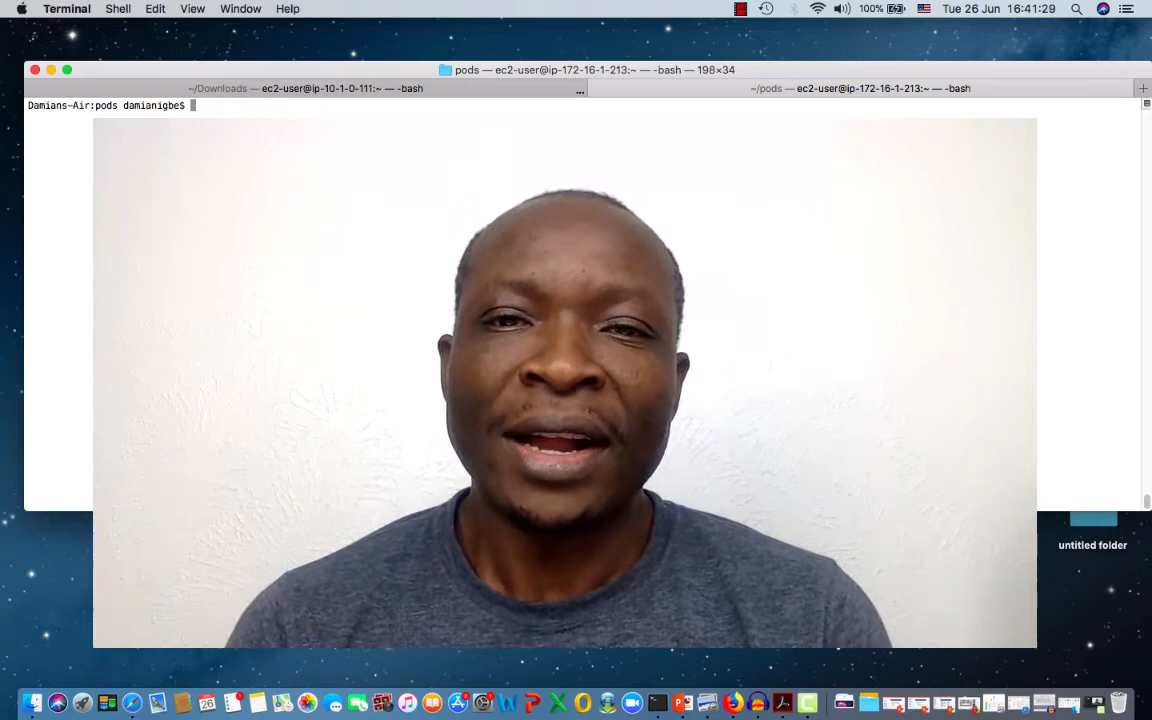 Terminal Shell Edit View Window Help 100% Tue 26 Jun 16:41:29
pods — ec2-user@ip-172-16-1-213:~ — -bash — 198×34
~/Downloads — ec2-user@ip-10-1-0-111:~ — -bash ... ~/pods — ec2-user@ip-172-16-1-213:~ — -bash +
Damians-Air:pods damianigbe$
untitled folder
26